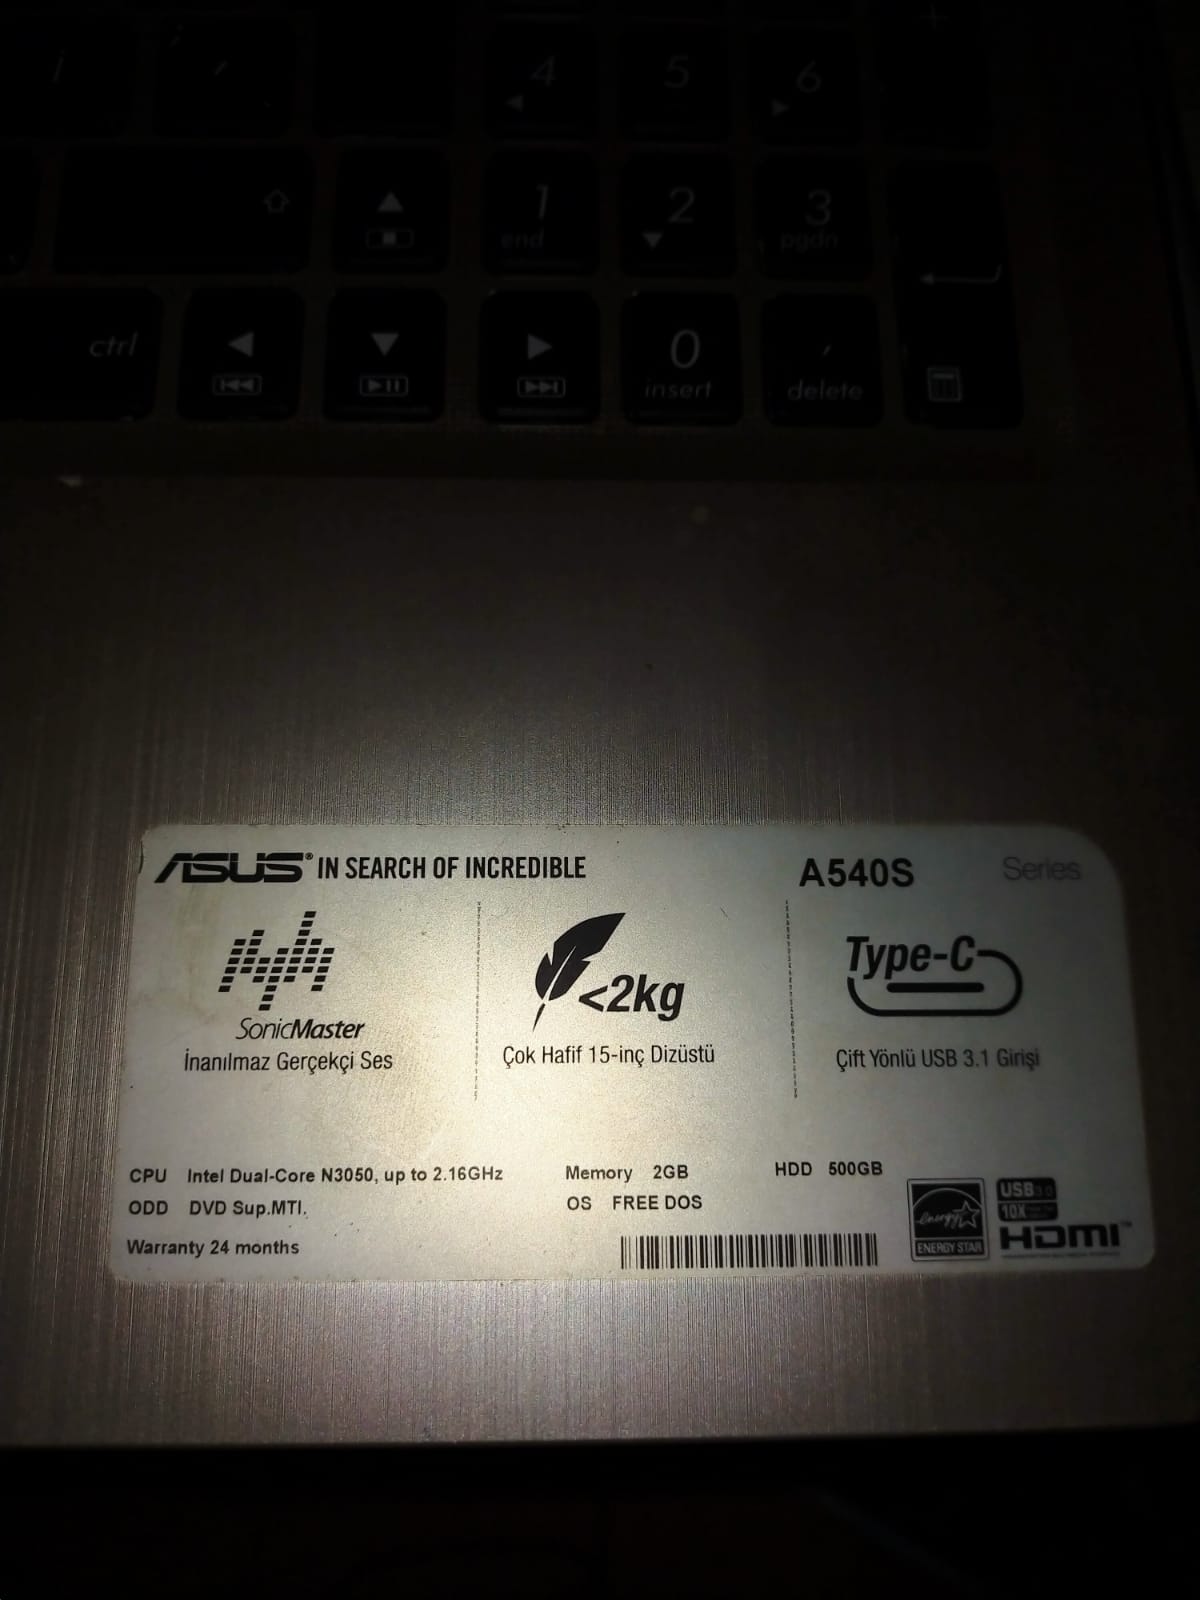 i
4 5 6
1 2 3
end pgdn
ctrl 0 ,
insert delete
ASUS® IN SEARCH OF INCREDIBLE A540S Series
SonicMaster
İnanılmaz Gerçekçi Ses
<2kg
Çok Hafif 15-inç Dizüstü
Type-C
Çift Yönlü USB 3.1 Girişi
CPU Intel Dual-Core N3050, up to 2.16GHz Memory 2GB HDD 500GB
ODD DVD Sup.MTI. OS FREE DOS
Warranty 24 months
energy
ENERGY STAR
USB 3.0
10X
HDMI™